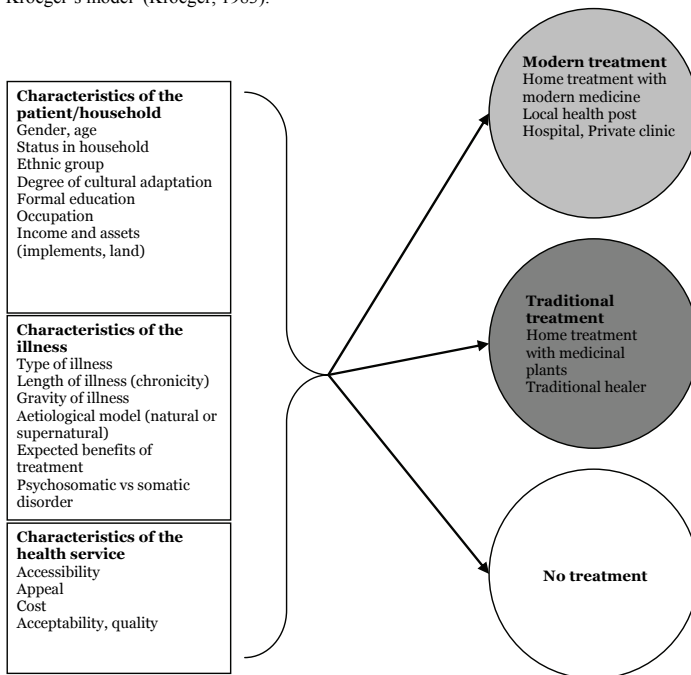 Kroeger's model (Kroeger, 1983).
Characteristics of the
patient/household
Gender, age
Status in household
Ethnic group
Degree of cultural adaptation
Formal education
Occupation
Income and assets
(implements, land)
Characteristics of the
illness
Type of illness
Length of illness (chronicity)
Gravity of illness
Aetiological model (natural or
supernatural)
Expected benefits of
treatment
Psychosomatic vs somatic
disorder
Characteristics of the
health service
Accessibility
Appeal
Cost
Acceptability, quality
Modern treatment
Home treatment with
modern medicine
Local health post
Hospital, Private clinic
Traditional
treatment
Home treatment
with medicinal
plants
Traditional healer
No treatment